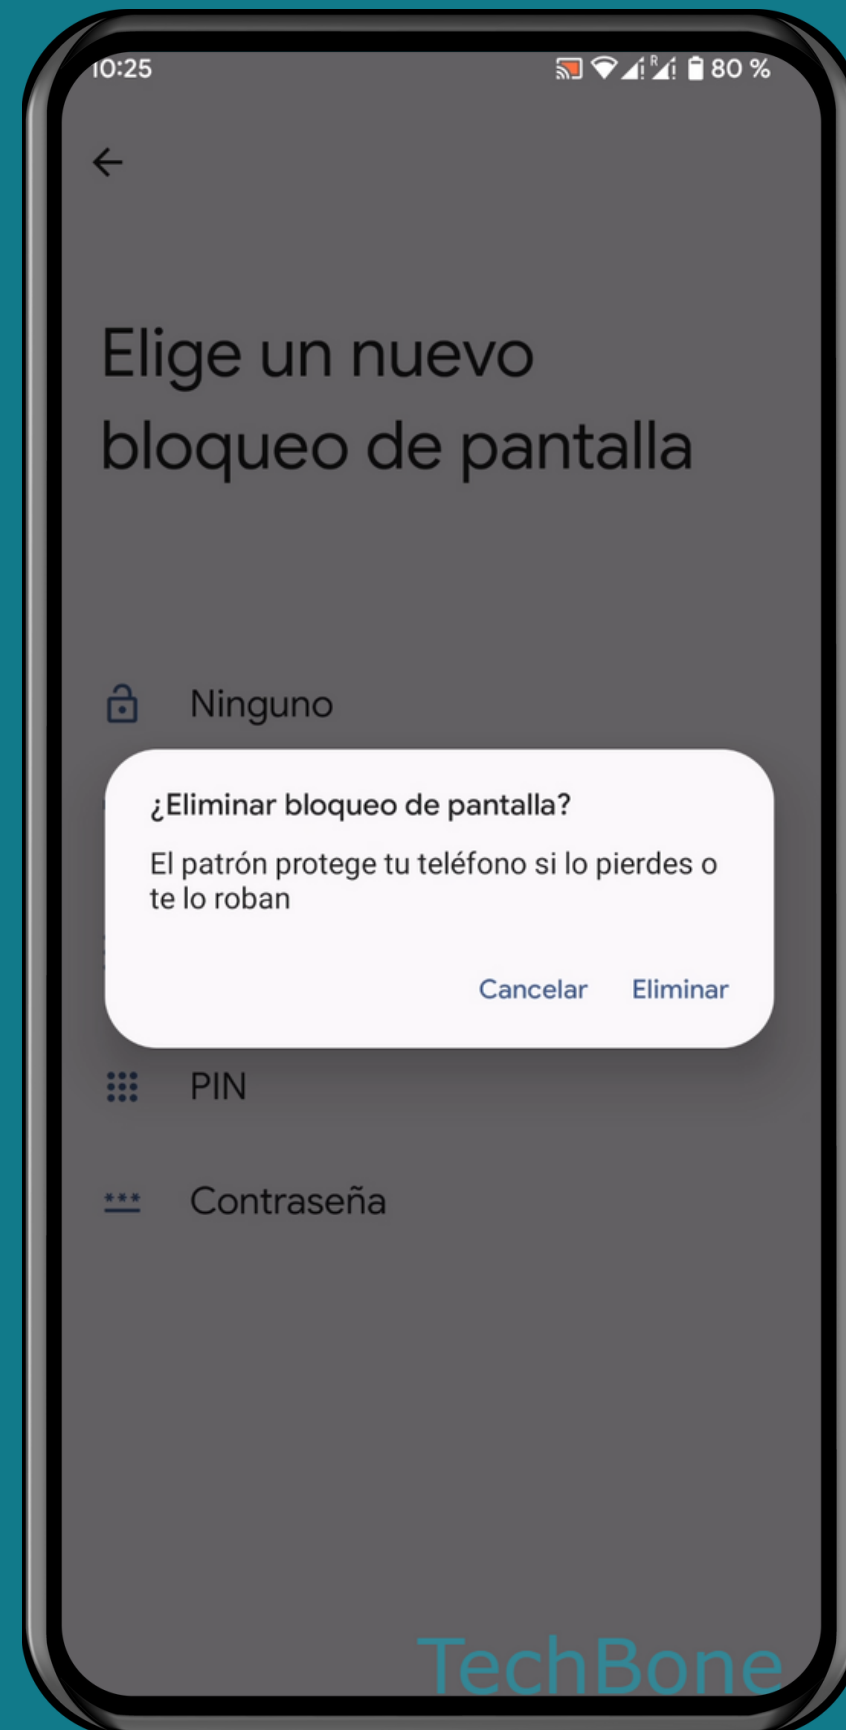 10:25
R
80 %
Elige un nuevo
bloqueo de pantalla
Ninguno
¿Eliminar bloqueo de pantalla?
El patrón protege tu teléfono si lo pierdes o
te lo roban
Cancelar Eliminar
PIN
Contraseña
TechBone